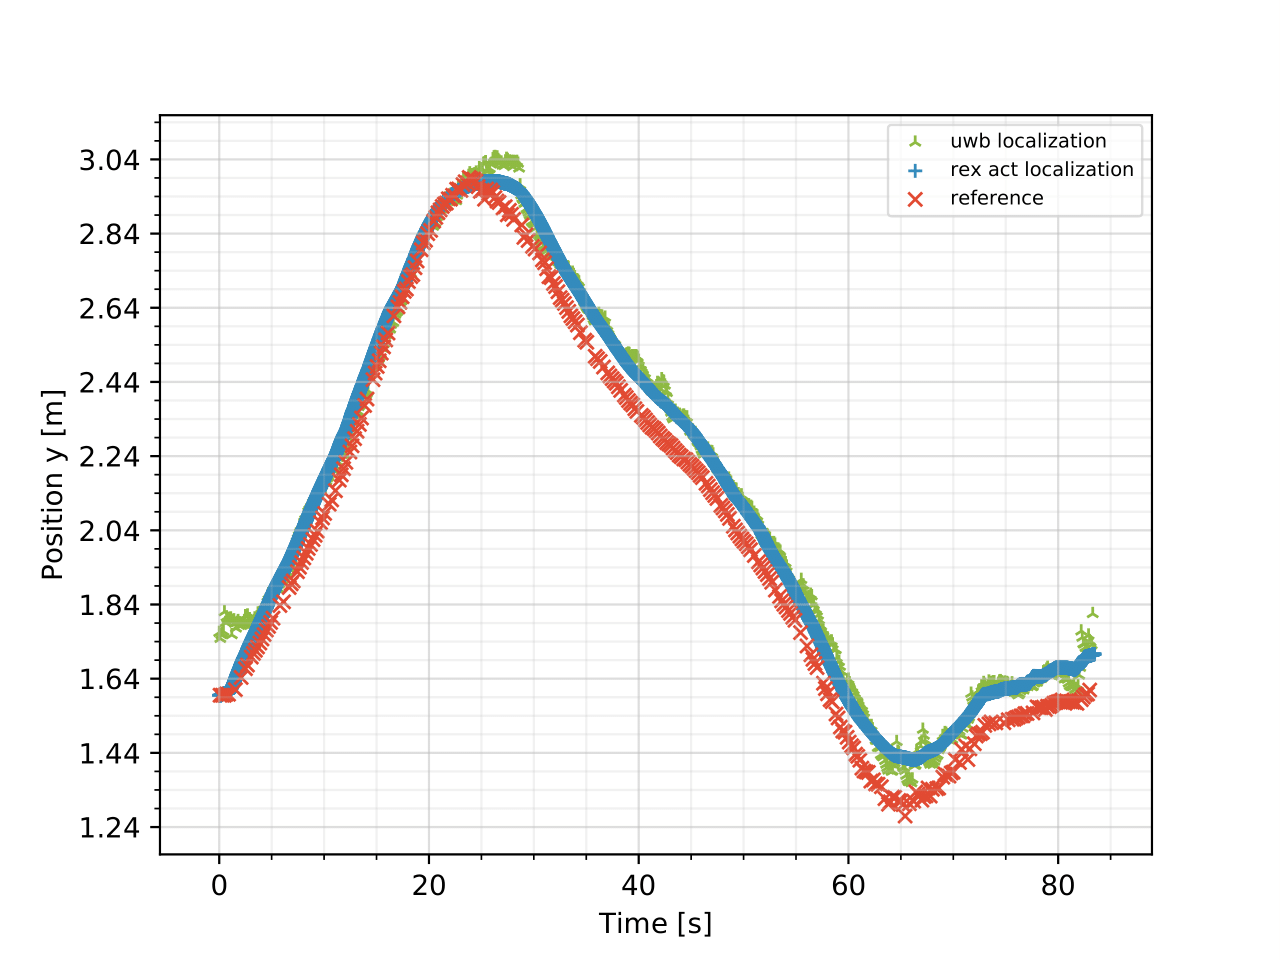 uwb localization
rex act localization
reference
3.04
2.84
2.64
2.44
2.24
2.04
1.84
1.64
1.44
1.24
Position y [m]
0 20 40 60 80
Time [s]